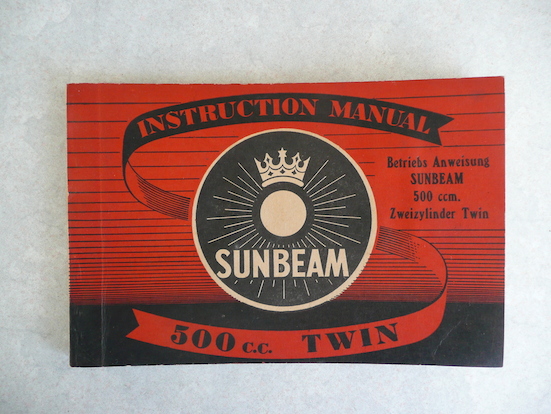 INSTRUCTION MANUAL
Betriebs Anweisung
SUNBEAM
500 ccm.
Zweizylinder Twin
SUNBEAM
500 c.c. TWIN